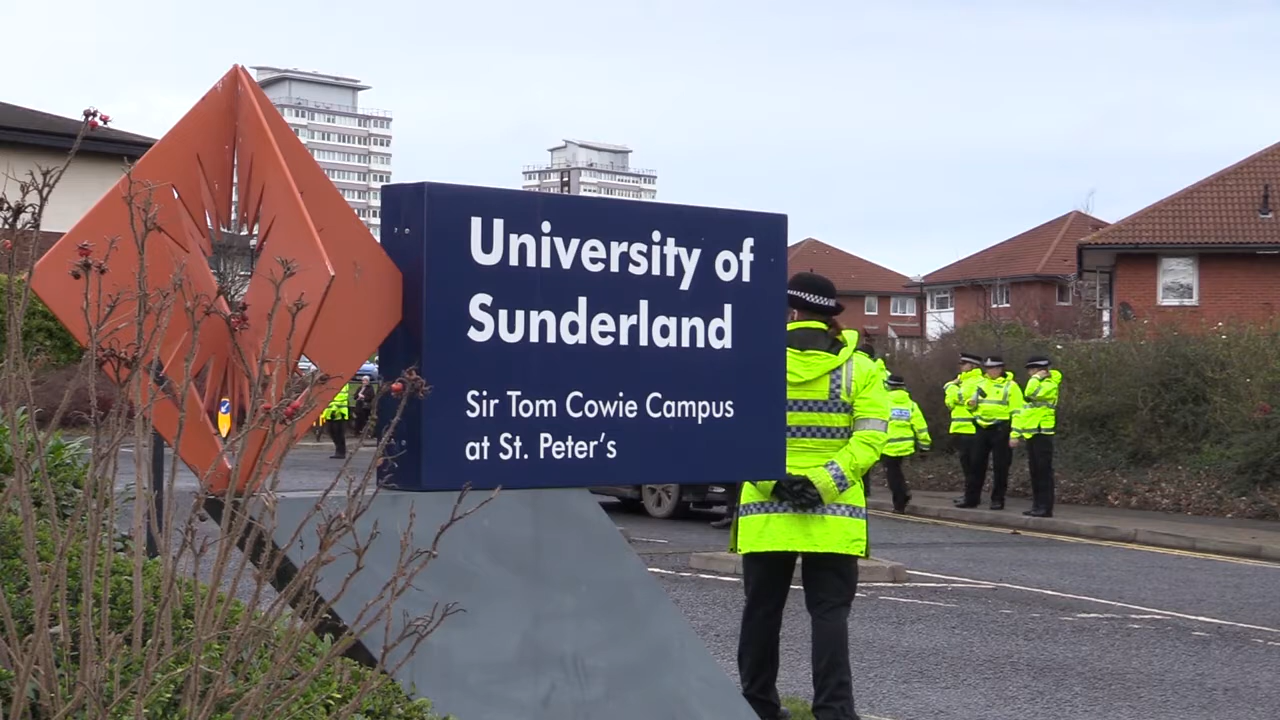 University of
Sunderland
Sir Tom Cowie Campus
at St. Peter's